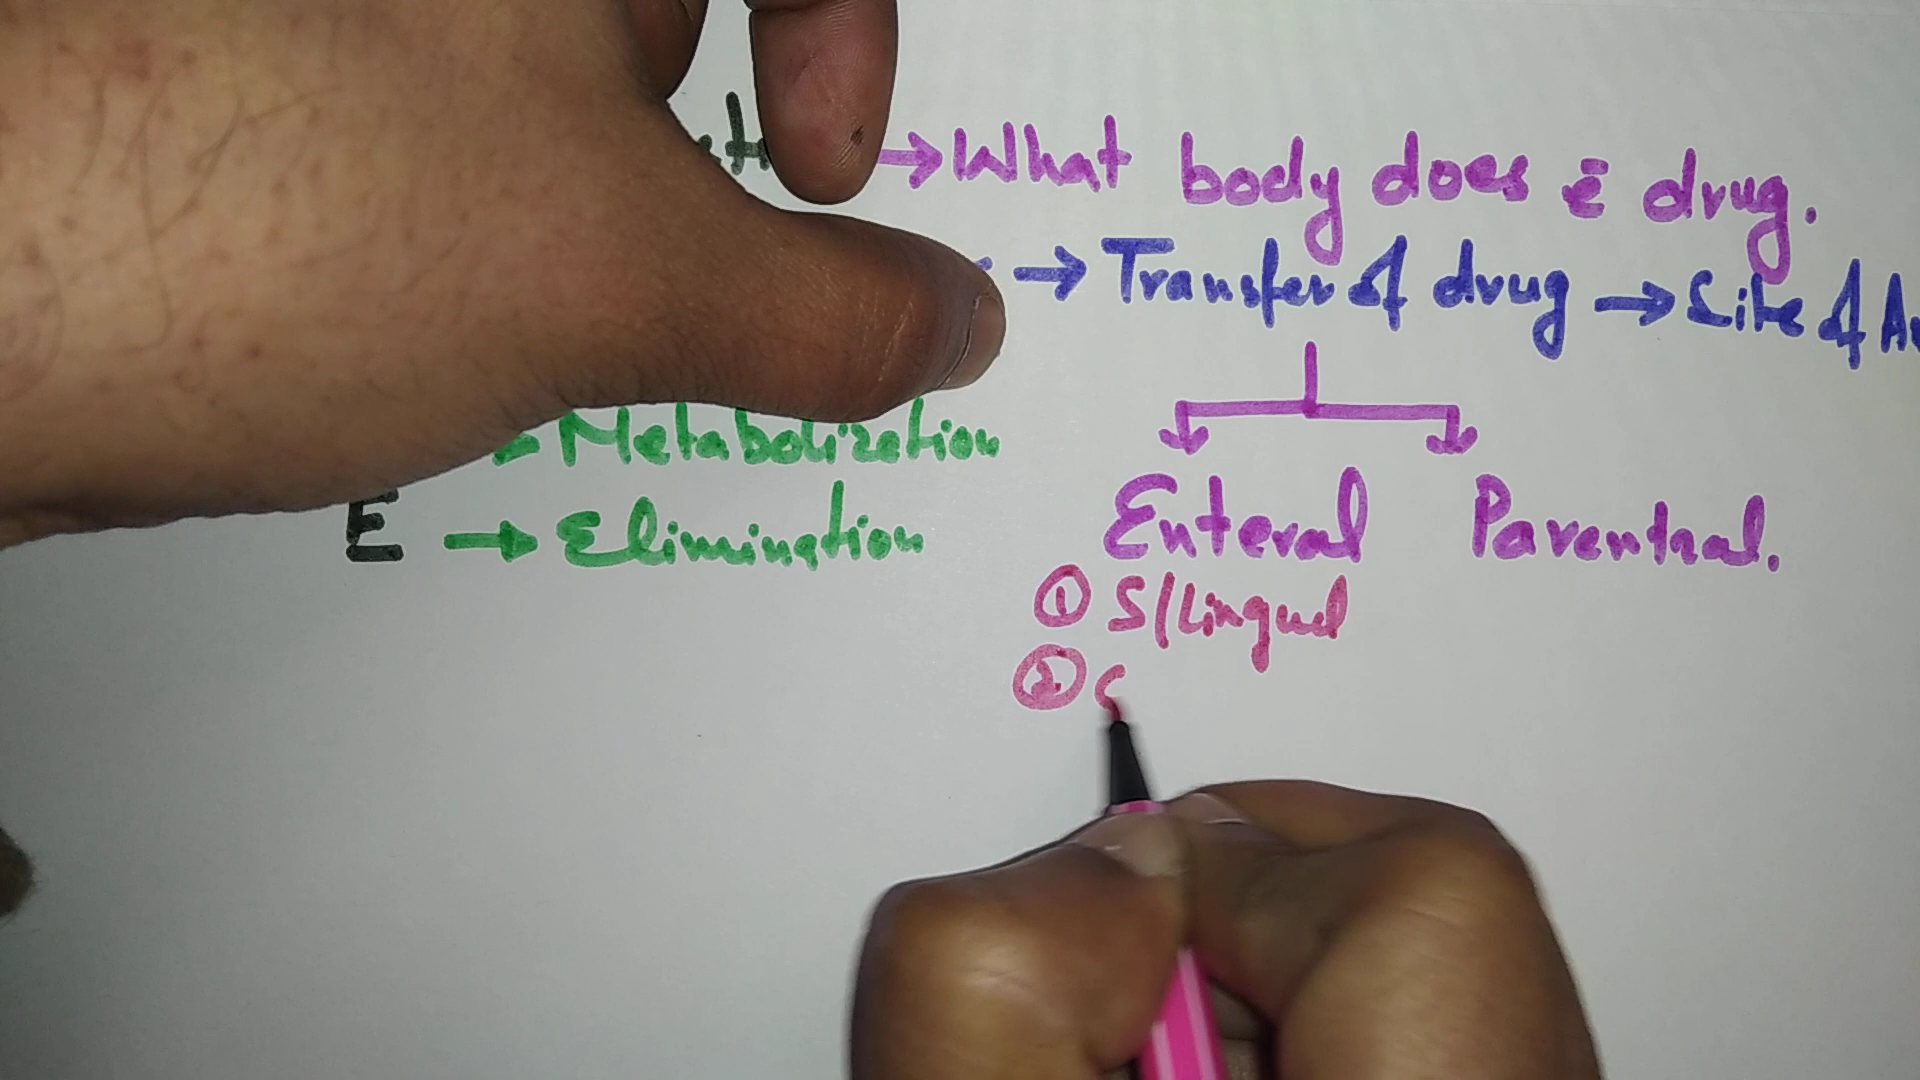 → What body does c̄ drug.
→ Transfer of drug → Site of
→ Metabolization
E → Elimination
Enteral Parentral.
① S/Lingual
②